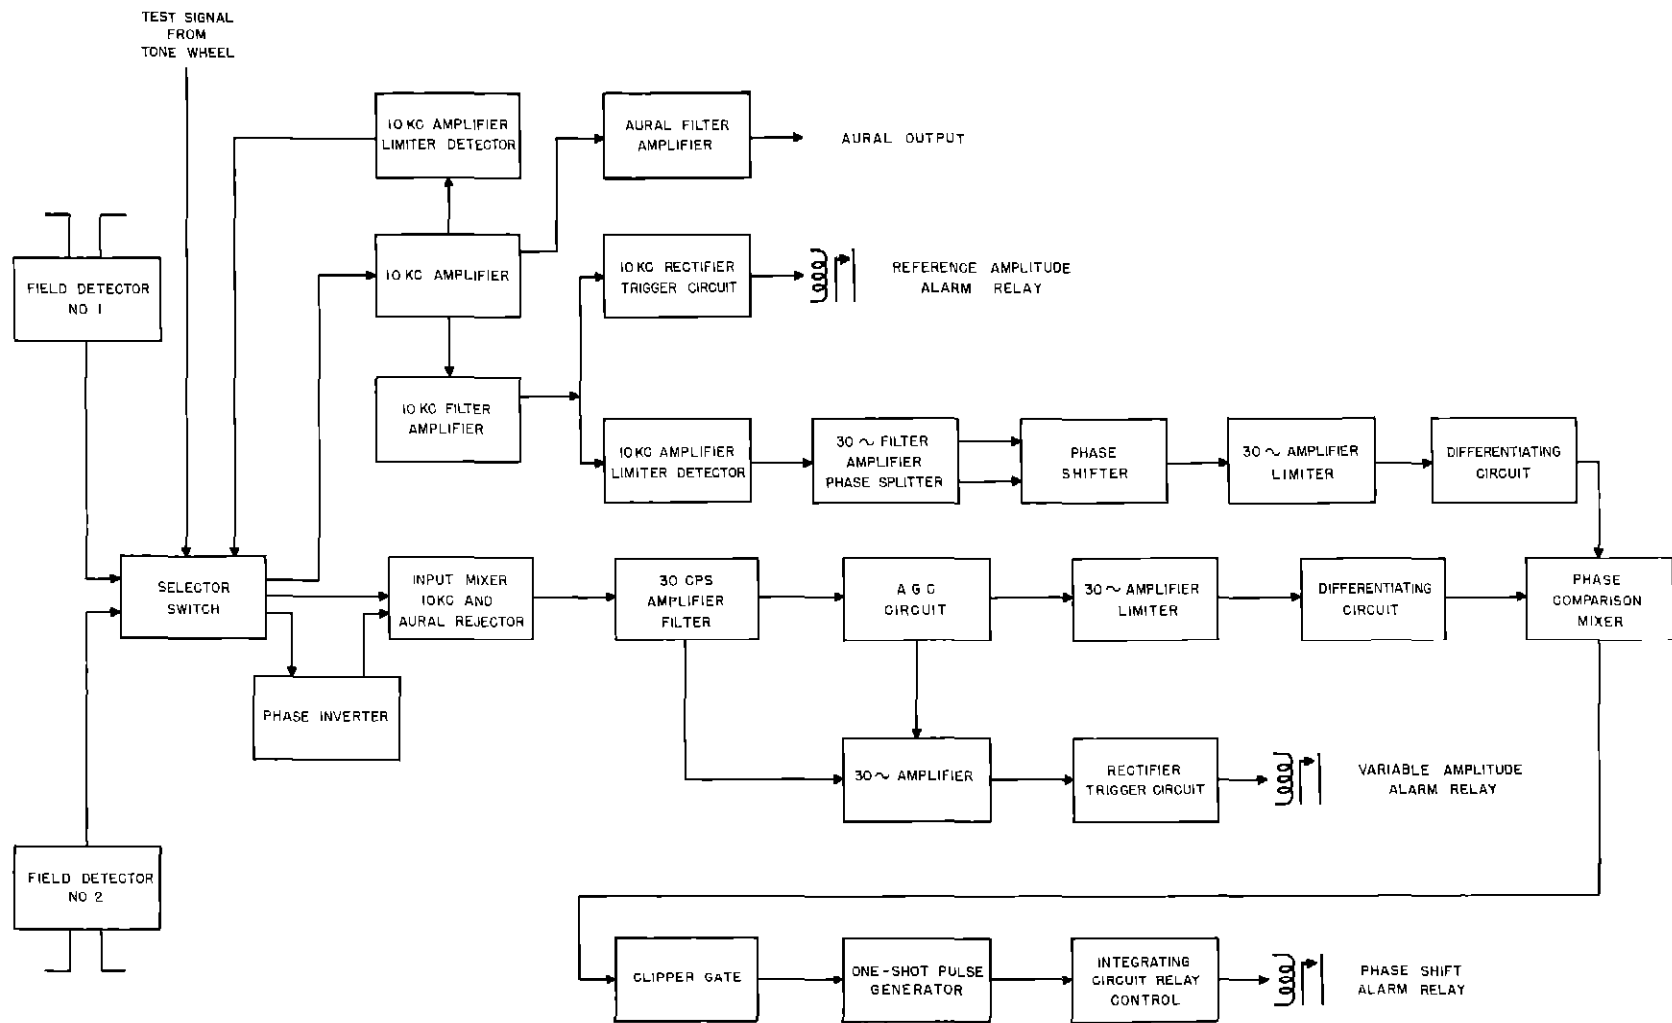 TEST SIGNAL
FROM
TONE WHEEL
10 KC AMPLIFIER
LIMITER DETECTOR
AURAL FILTER
AMPLIFIER
AURAL OUTPUT
FIELD DETECTOR
NO 1
10 KC AMPLIFIER
10 KC RECTIFIER
TRIGGER CIRCUIT
REFERENCE AMPLITUDE
ALARM RELAY
10 KC FILTER
AMPLIFIER
10 KC AMPLIFIER
LIMITER DETECTOR
30 ~ FILTER
AMPLIFIER
PHASE SPLITTER
PHASE
SHIFTER
30 ~ AMPLIFIER
LIMITER
DIFFERENTIATING
CIRCUIT
SELECTOR
SWITCH
INPUT MIXER
10KC AND
AURAL REJECTOR
30 CPS
AMPLIFIER
FILTER
A G C
CIRCUIT
30 ~ AMPLIFIER
LIMITER
DIFFERENTIATING
CIRCUIT
PHASE
COMPARISON
MIXER
PHASE INVERTER
30 ~ AMPLIFIER
RECTIFIER
TRIGGER CIRCUIT
VARIABLE AMPLITUDE
ALARM RELAY
FIELD DETECTOR
NO 2
CLIPPER GATE
ONE-SHOT PULSE
GENERATOR
INTEGRATING
CIRCUIT RELAY
CONTROL
PHASE SHIFT
ALARM RELAY